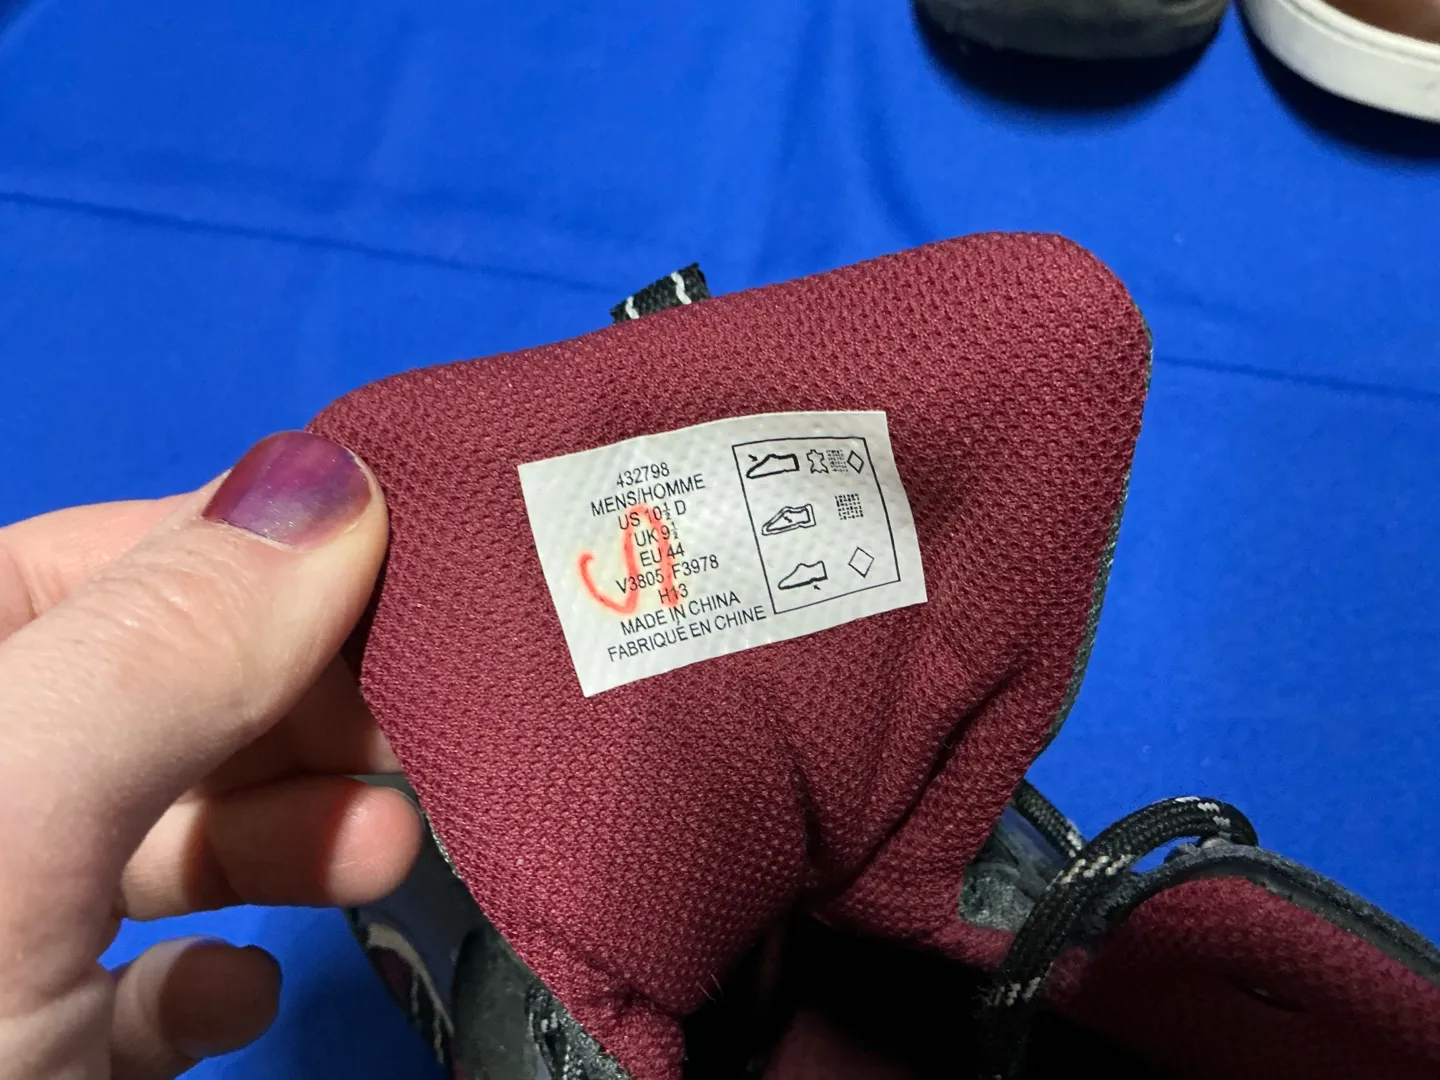 432798
MENS/HOMME
US 10½ D
UK 9½
EU 44
V3805 F3978
H13
MADE IN CHINA
FABRIQUE EN CHINE